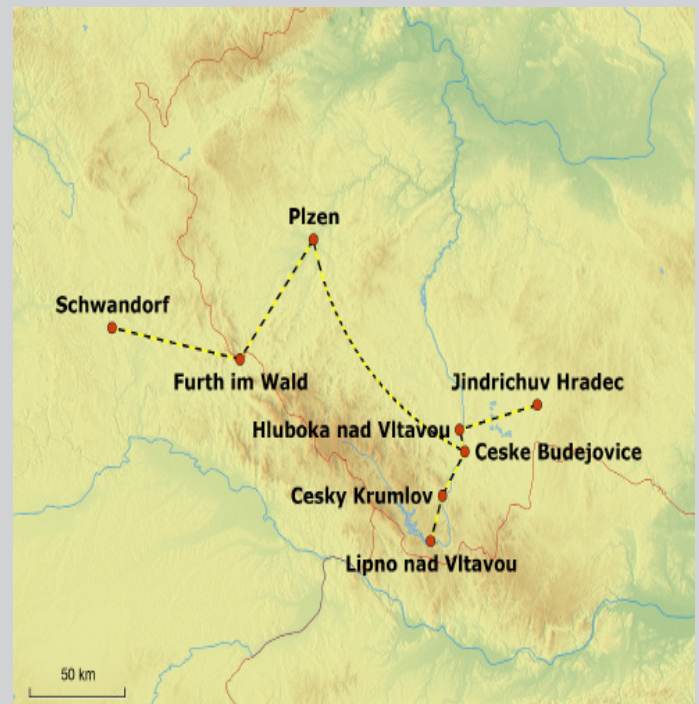 Plzen
Schwandorf
Furth im Wald
Jindrichuv Hradec
Hluboka nad Vltavou
Ceske Budejovice
Cesky Krumlov
Lipno nad Vltavou
50 km